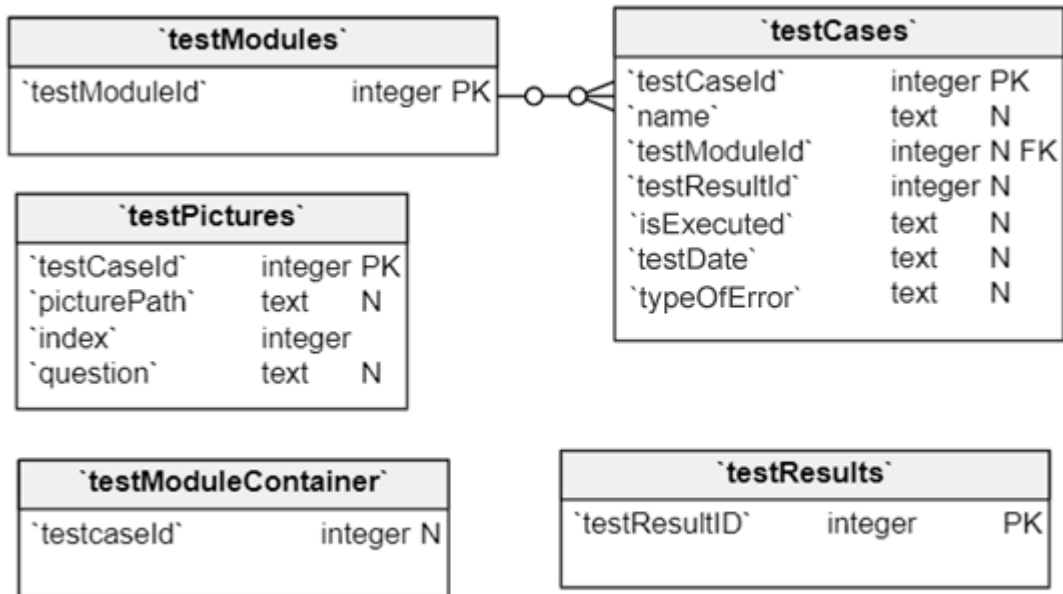 `testModules`
`testModuleId` integer PK
`testCases`
`testCaseId` integer PK
`name` text N
`testModuleId` integer N FK
`testResultId` integer N
`isExecuted` text N
`testDate` text N
`typeOfError` text N
`testPictures`
`testCaseId` integer PK
`picturePath` text N
`index` integer
`question` text N
`testModuleContainer`
`testcaseId` integer N
`testResults`
`testResultID` integer PK